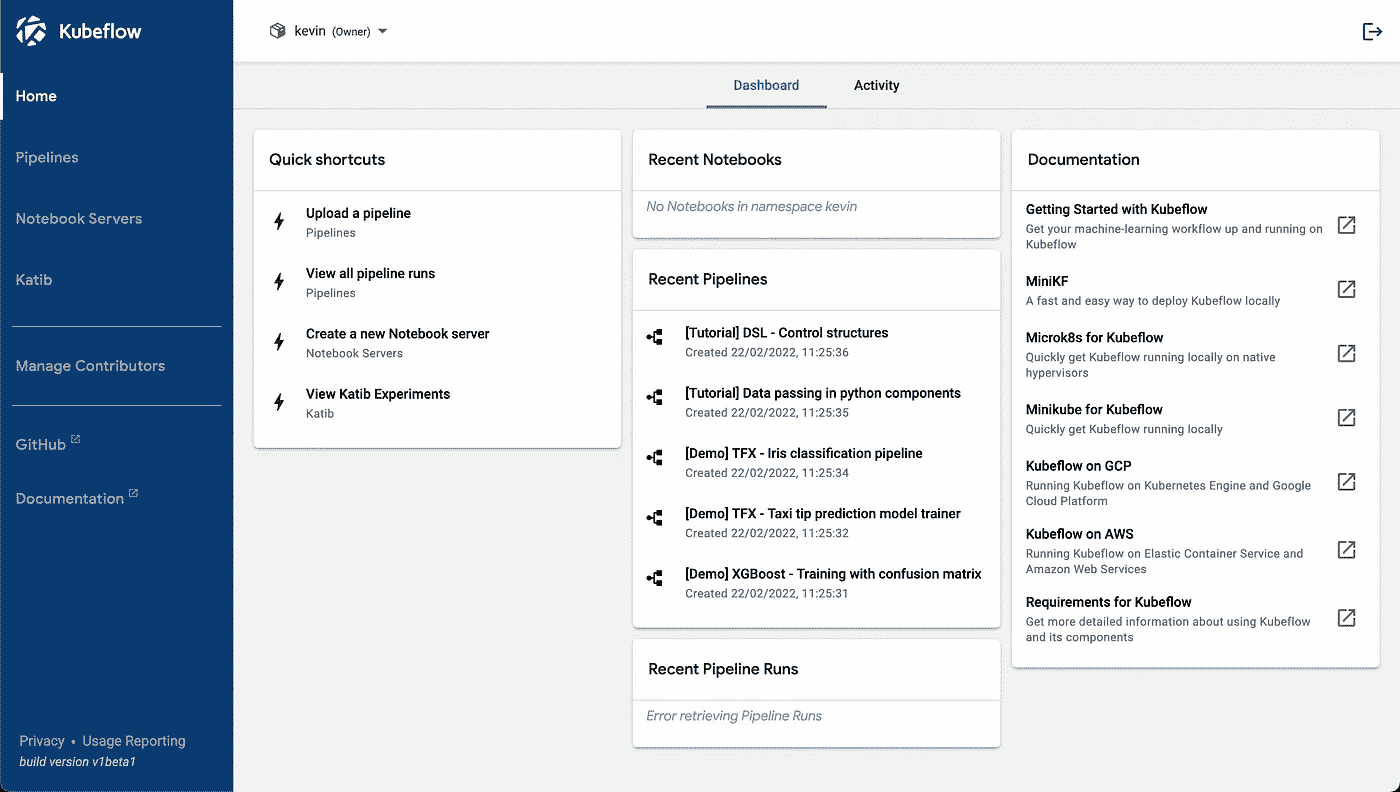 Kubeflow
Home
Pipelines
Notebook Servers
Katib
Manage Contributors
GitHub
Documentation
Privacy • Usage Reporting
build version v1beta1
kevin (Owner)
Dashboard
Activity
Quick shortcuts
Upload a pipeline
Pipelines
View all pipeline runs
Pipelines
Create a new Notebook server
Notebook Servers
View Katib Experiments
Katib
Recent Notebooks
No Notebooks in namespace kevin
Recent Pipelines
[Tutorial] DSL - Control structures
Created 22/02/2022, 11:25:36
[Tutorial] Data passing in python components
Created 22/02/2022, 11:25:35
[Demo] TFX - Iris classification pipeline
Created 22/02/2022, 11:25:34
[Demo] TFX - Taxi tip prediction model trainer
Created 22/02/2022, 11:25:32
[Demo] XGBoost - Training with confusion matrix
Created 22/02/2022, 11:25:31
Recent Pipeline Runs
Error retrieving Pipeline Runs
Documentation
Getting Started with Kubeflow
Get your machine-learning workflow up and running on
Kubeflow
MiniKF
A fast and easy way to deploy Kubeflow locally
Microk8s for Kubeflow
Quickly get Kubeflow running locally on native
hypervisors
Minikube for Kubeflow
Quickly get Kubeflow running locally
Kubeflow on GCP
Running Kubeflow on Kubernetes Engine and Google
Cloud Platform
Kubeflow on AWS
Running Kubeflow on Elastic Container Service and
Amazon Web Services
Requirements for Kubeflow
Get more detailed information about using Kubeflow
and its components